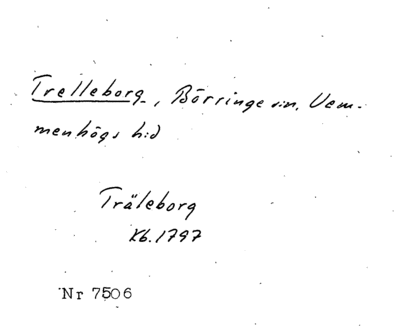 Trelleborg, Börringe sn, Vem-
menhögs hd
Träleborg
Kb. 1797
Nr 7506